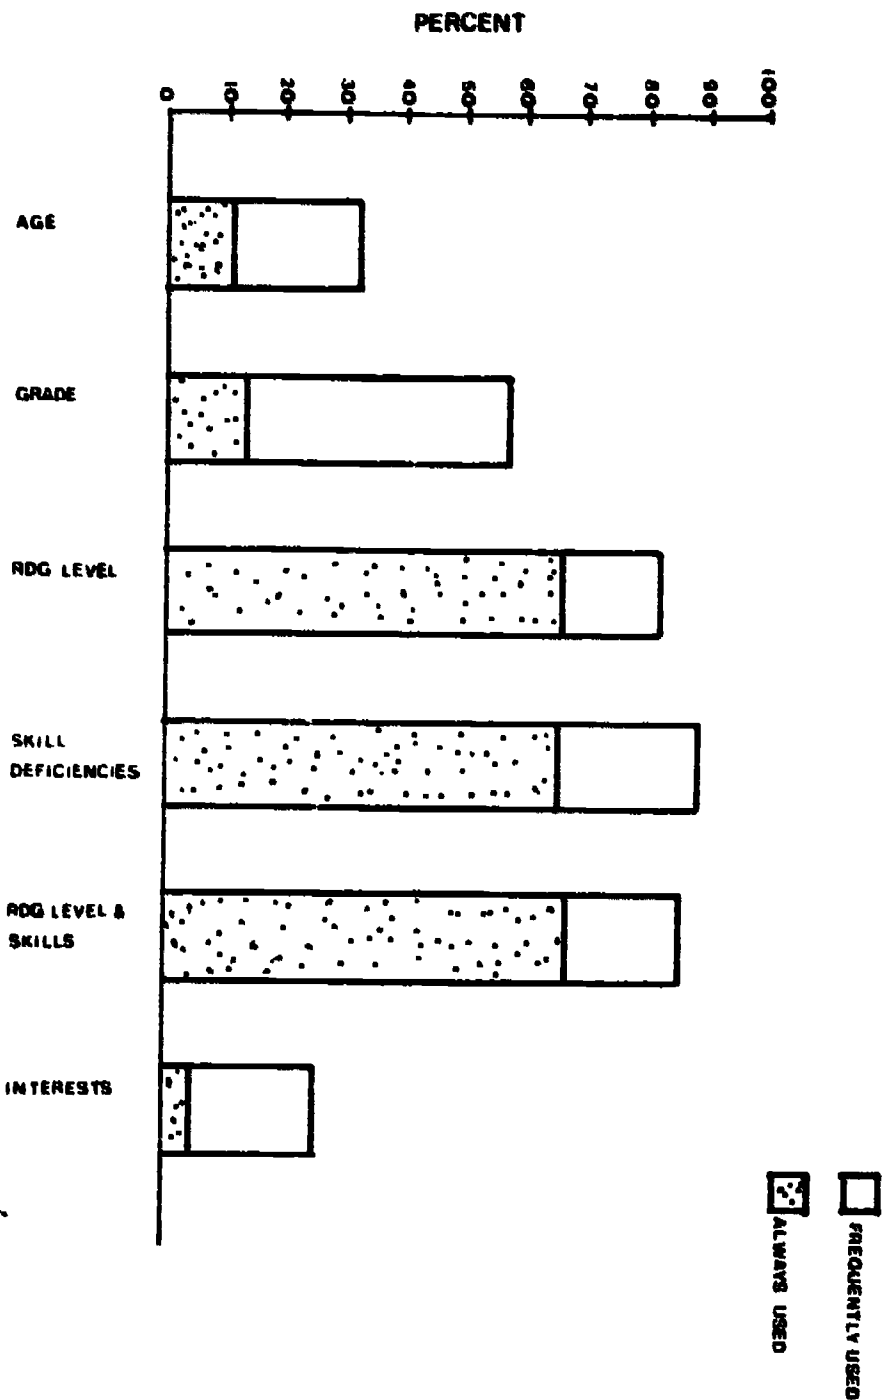 PERCENT
0
10
20
30
40
50
60
70
80
90
100
AGE
GRADE
RDG LEVEL
SKILL
DEFICIENCIES
RDG LEVEL &
SKILLS
INTERESTS
FREQUENTLY USED
ALWAYS USED